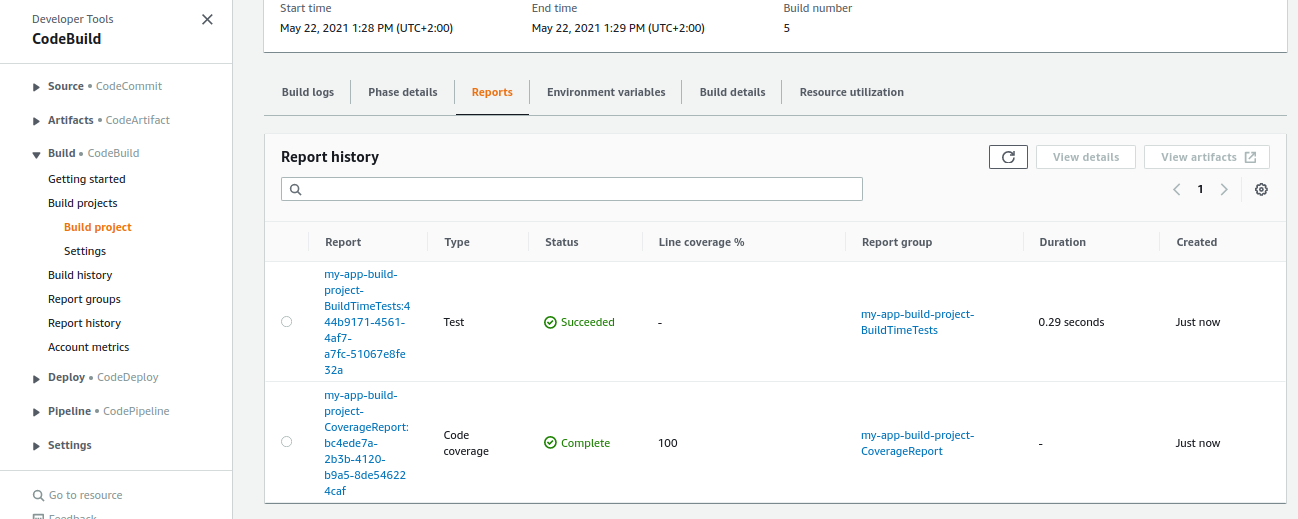 Developer Tools
CodeBuild
Source • CodeCommit
Artifacts • CodeArtifact
Build • CodeBuild
Getting started
Build projects
Build project
Settings
Build history
Report groups
Report history
Account metrics
Deploy • CodeDeploy
Pipeline • CodePipeline
Settings
Go to resource
Feedback
Start time
May 22, 2021 1:28 PM (UTC+2:00)
End time
May 22, 2021 1:29 PM (UTC+2:00)
Build number
5
Build logs
Phase details
Reports
Environment variables
Build details
Resource utilization
Report history
View details
View artifacts
1
Report Type Status Line coverage % Report group Duration Created
my-app-build-
project-
BuildTimeTests:4
44b9171-4561-
4af7-
a7fc-51067e8fe
32a
Test
Succeeded
-
my-app-build-project-
BuildTimeTests
0.29 seconds
Just now
my-app-build-
project-
CoverageReport:
bc4ede7a-
2b3b-4120-
b9a5-8de54622
4caf
Code
coverage
Complete
100
my-app-build-project-
CoverageReport
-
Just now